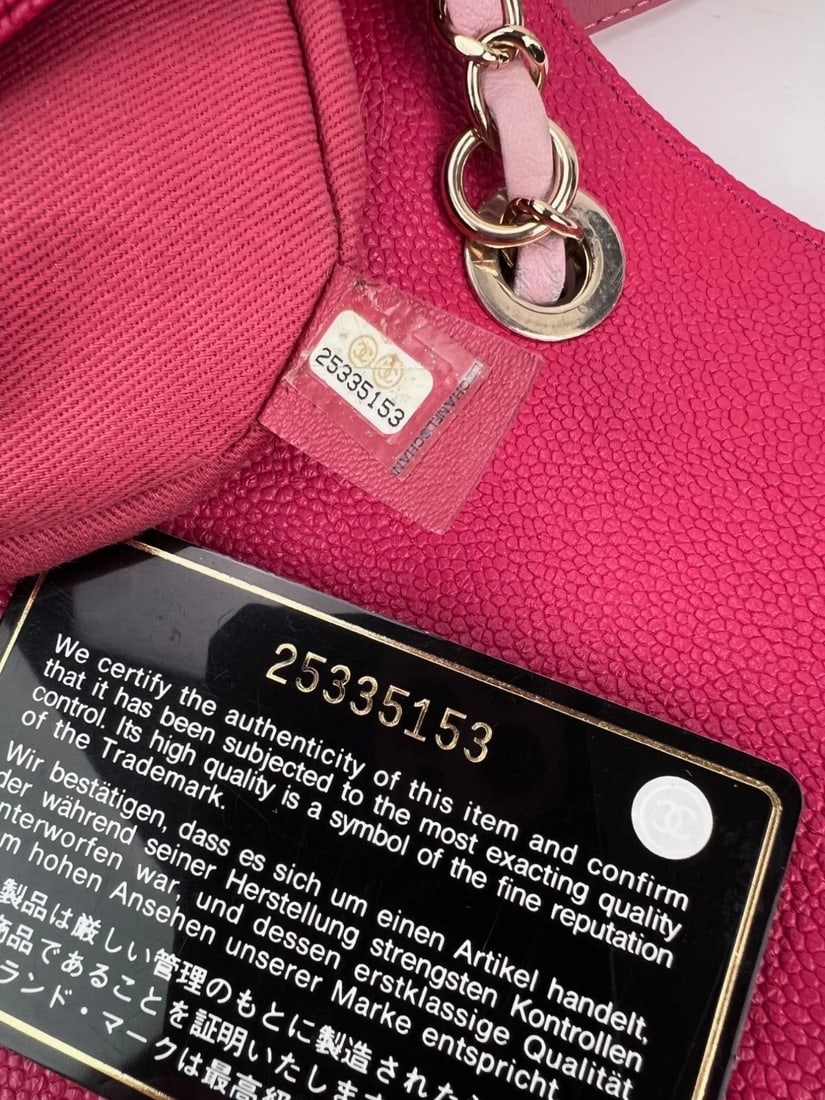 25335153
CHANEL©CHAN
25335153
We certify the authenticity of this item and confirm
that it has been subjected to the most exacting quality
control. Its high quality is a symbol of the fine reputation
of the Trademark.
Wir bestätigen, dass es sich um einen Artikel handelt,
der während seiner Herstellung strengsten Kontrollen
nterworfen war, und dessen erstklassige Qualität
m hohen Ansehen unserer Marke entspricht
製品は厳しい管理のもとに製造された
商品であることを証明いたしま
ランド・マークは最高級